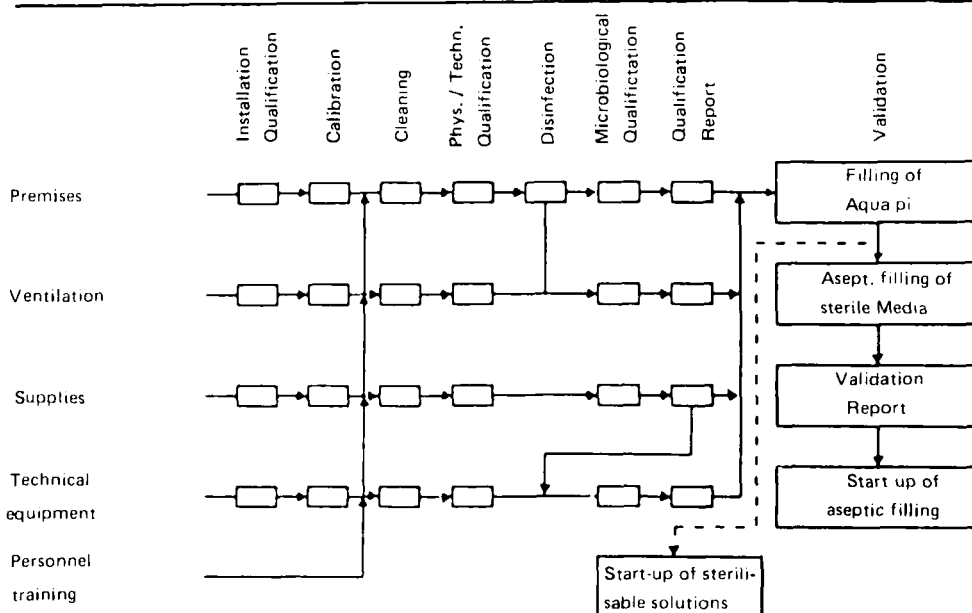 Installation
Qualification
Calibration
Cleaning
Phys. / Techn.
Qualification
Disinfection
Microbiological
Qualifictation
Qualification
Report
Validation
Premises
Filling of
Aqua pi
Ventilation
Asept. filling of
sterile Media
Supplies
Validation
Report
Technical
equipment
Start up of
aseptic filling
Personnel
training
Start-up of sterili-
sable solutions